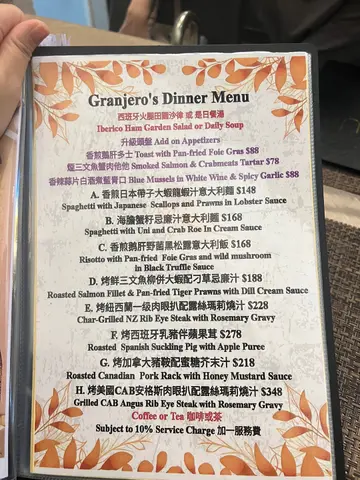 Granjero's Dinner Menu
西班牙火腿田園沙律 或 是日餐湯
Iberico Ham Garden Salad or Daily Soup
升級頭盤 Add on Appetizers
香煎鵝肝多士 Toast with Pan-fried Foie Gras $88
煙三文魚蟹肉他他 Smoked Salmon & Crabmeats Tartar $78
香辣蒜片白酒煮藍青口 Blue Mussels in White Wine & Spicy Garlic $88
A. 香煎日本帶子大蝦龍蝦汁意大利麵 $148
Spaghetti with Japanese Scallops and Prawns in Lobster Sauce
B. 海膽蟹籽忌廉汁意大利麵 $168
Spaghetti with Uni and Crab Roe In Cream Sauce
C. 香煎鵝肝野菌黑松露意大利飯 $168
Risotto with Pan-fried Foie Gras and wild mushroom
in Black Truffle Sauce
D. 烤鮮三文魚柳併大蝦配刁草忌廉汁 $188
Roasted Salmon Fillet & Pan-fried Tiger Prawns with Dill Cream Sauce
E. 烤紐西蘭一級肉眼扒配露絲瑪莉燒汁 $228
Char-Grilled NZ Rib Eye Steak with Rosemary Gravy
F. 烤西班牙乳豬伴蘋果茸 $278
Roasted Spanish Suckling Pig with Apple Puree
G. 烤加拿大豬鞍配蜜糖芥末汁 $218
Roasted Canadian Pork Rack with Honey Mustard Sauce
H. 烤美國CAB安格斯肉眼扒配露絲瑪莉燒汁 $348
Grilled CAB Angus Rib Eye Steak with Rosemary Gravy
Coffee or Tea 咖啡或茶
Subject to 10% Service Charge 加一服務費